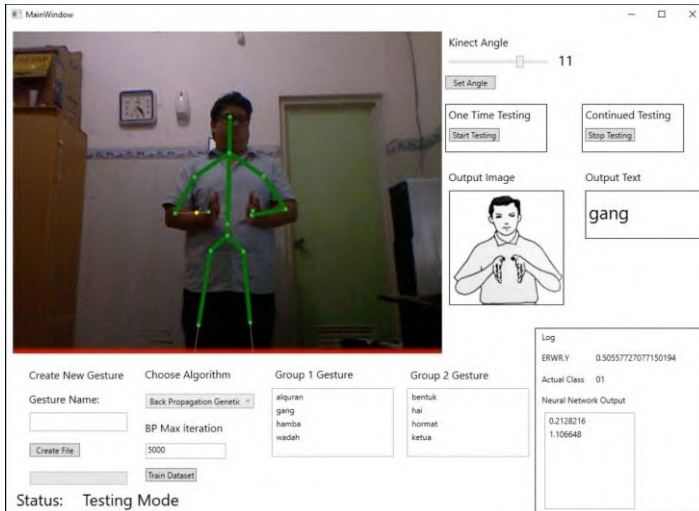 MainWindow
Kinect Angle
11
Set Angle
One Time Testing
Start Testing
Continued Testing
Stop Testing
Output Image
Output Text
gang
Create New Gesture
Gesture Name:
Create File
Choose Algorithm
Back Propagation Genetic
BP Max iteration
5000
Train Dataset
Group 1 Gesture
alquran
gang
hamba
wadah
Group 2 Gesture
bentuk
hai
hormat
ketua
Log
ERWR.Y 0.50557727077150194
Actual Class 01
Neural Network Output
0.2128216
1.106648
Status: Testing Mode